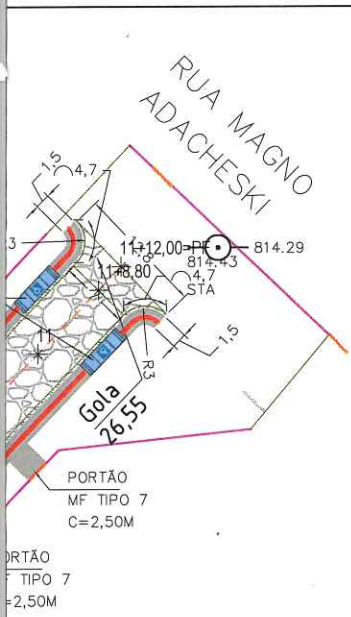 RUA MAGNO
ADACHESKI
1,5
4,7
11+12,00=PF
814.29
814.43
11+8.80
4,7
STA
1,5
11
R3
Gola
26,55
PORTÃO
MF TIPO 7
C=2,50M
ORTÃO
F TIPO 7
=2,50M